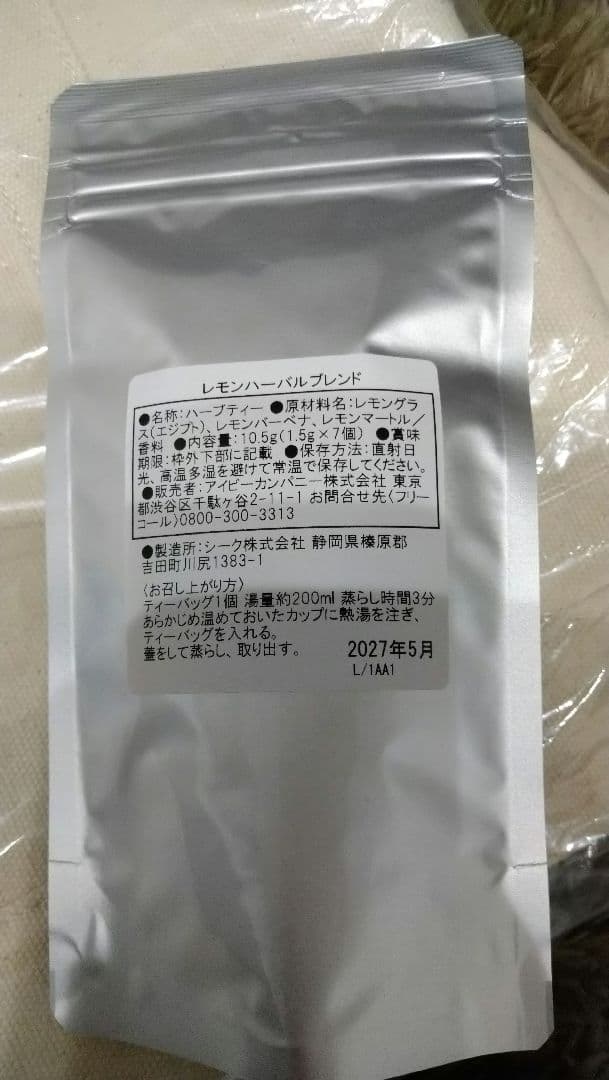 レモンハーバルブレンド
●名称:ハーブティー ●原材料名:レモングラ
ス(エジプト)、レモンバーベナ、レモンマートル/
香料 ●内容量:10.5g(1.5g×7個) ●賞味
期限:枠外下部に記載 ●保存方法:直射日
光、高温多湿を避けて常温で保存してください。
●販売者:アイビーカンパニー株式会社 東京
都渋谷区千駄ヶ谷2-11-1 お問合せ先〈フリー
コール〉0800-300-3313
●製造所:シーク株式会社 静岡県榛原郡
吉田町川尻1383-1
〈お召し上がり方〉
ティーバッグ1個 湯量約200ml 蒸らし時間3分
あらかじめ温めておいたカップに熱湯を注ぎ、
ティーバッグを入れる。
蓋をして蒸らし、取り出す。
2027年5月
L/1AA1